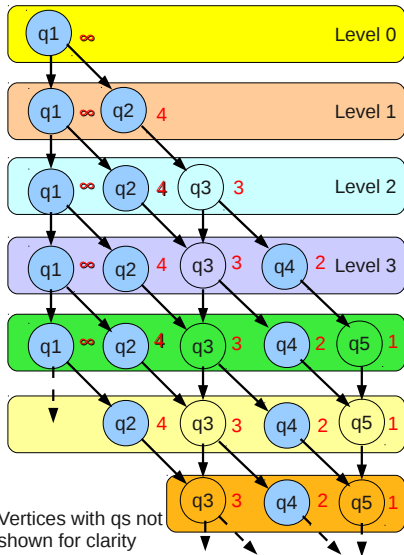 q1 ∞ Level 0
q1 ∞ q2 4 Level 1
q1 ∞ q2 4 q3 3 Level 2
q1 ∞ q2 4 q3 3 q4 2 Level 3
q1 ∞ q2 4 q3 3 q4 2 q5 1
q2 4 q3 3 q4 2 q5 1
q3 3 q4 2 q5 1
Vertices with qs not
shown for clarity